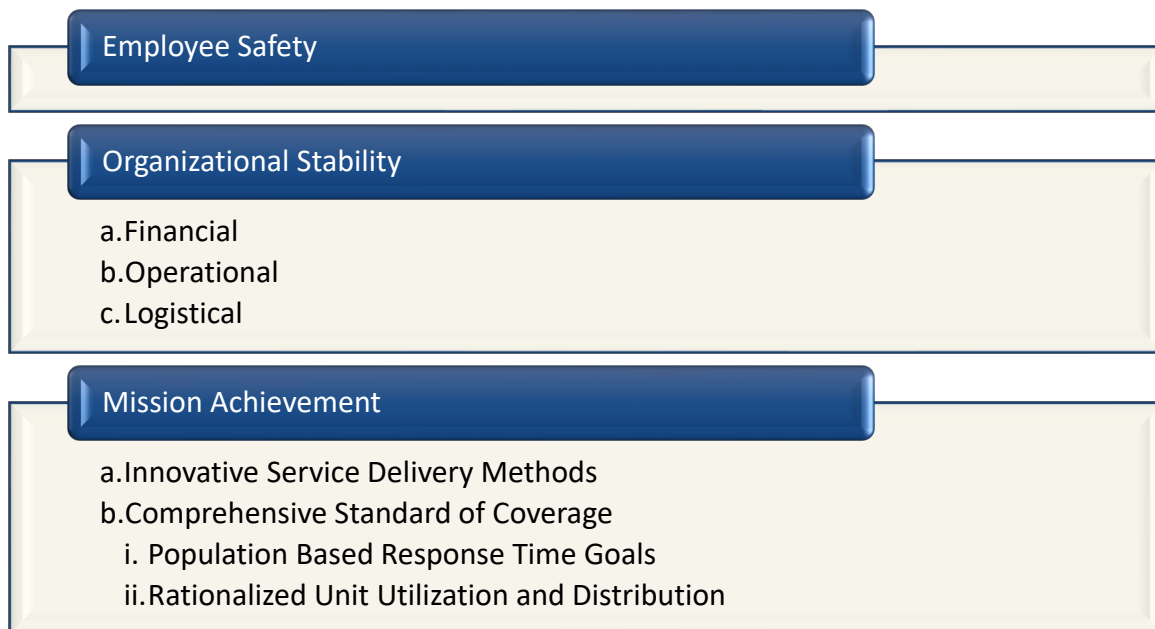 Employee Safety
Organizational Stability
a.Financial
b.Operational
c.Logistical
Mission Achievement
a.Innovative Service Delivery Methods
b.Comprehensive Standard of Coverage
i. Population Based Response Time Goals
ii.Rationalized Unit Utilization and Distribution